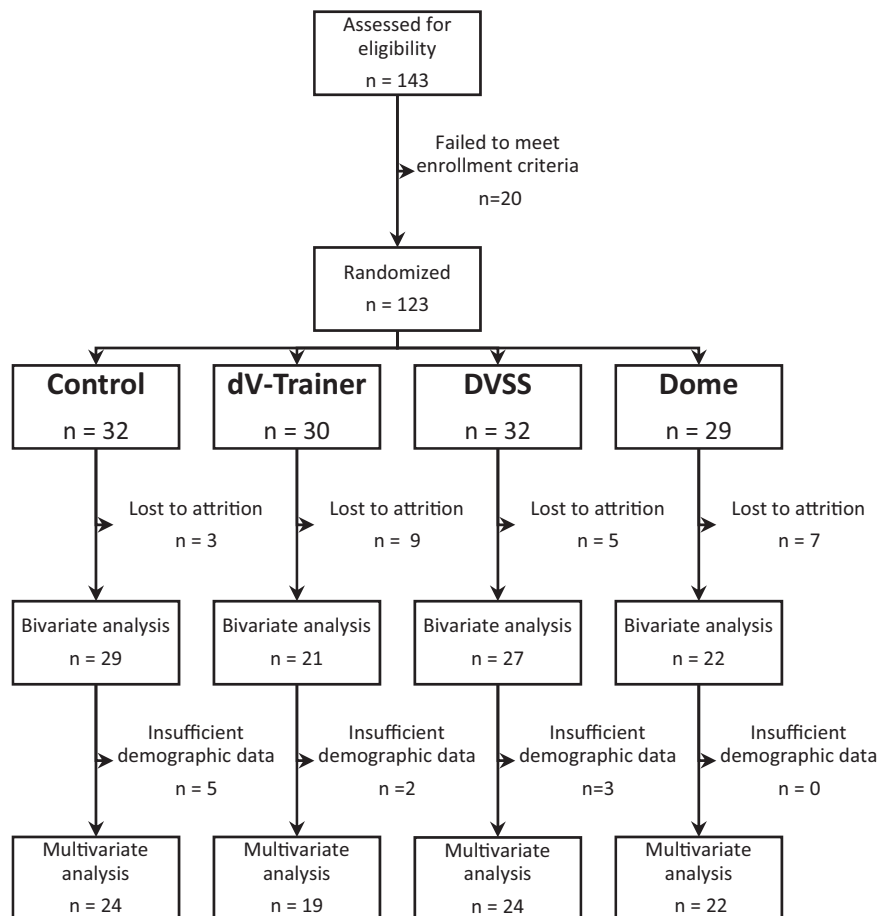 Assessed for
eligibility
n = 143
Failed to meet
enrollment criteria
n=20
Randomized
n = 123
Control
n = 32
dV-Trainer
n = 30
DVSS
n = 32
Dome
n = 29
Lost to attrition
n = 3
Lost to attrition
n = 9
Lost to attrition
n = 5
Lost to attrition
n = 7
Bivariate analysis
n = 29
Bivariate analysis
n = 21
Bivariate analysis
n = 27
Bivariate analysis
n = 22
Insufficient
demographic data
n = 5
Insufficient
demographic data
n =2
Insufficient
demographic data
n=3
Insufficient
demographic data
n = 0
Multivariate
analysis
n = 24
Multivariate
analysis
n = 19
Multivariate
analysis
n = 24
Multivariate
analysis
n = 22